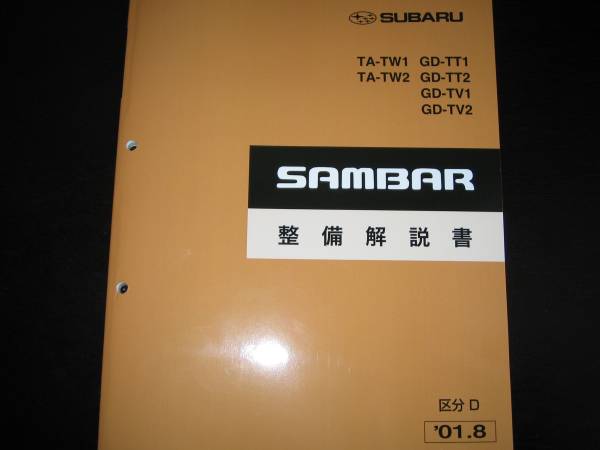 SUBARU
TA-TW1 GD-TT1
TA-TW2 GD-TT2
GD-TV1
GD-TV2
SAMBAR
整備解説書
区分 D
'01.8